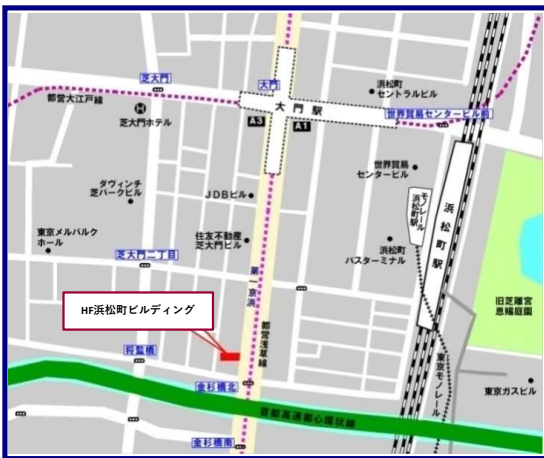 芝大門
大門
都営大江戸線
浜松町
セントラルビル
大門駅
世界貿易センタービル前
H
芝大門ホテル
A3
A1
世界貿易
センタービル
ダヴィンチ
芝パークビル
JDBビル
モノレール
浜松町駅
浜松町駅
東京メルパルク
ホール
住友不動産
芝大門ビル
浜松町
バスターミナル
芝大門二丁目
第一京浜
HF浜松町ビルディング
旧芝離宮
恩賜庭園
都営浅草線
将監橋
東京モノレール
金杉橋北
東京ガスビル
首都高速都心環状線
金杉橋南